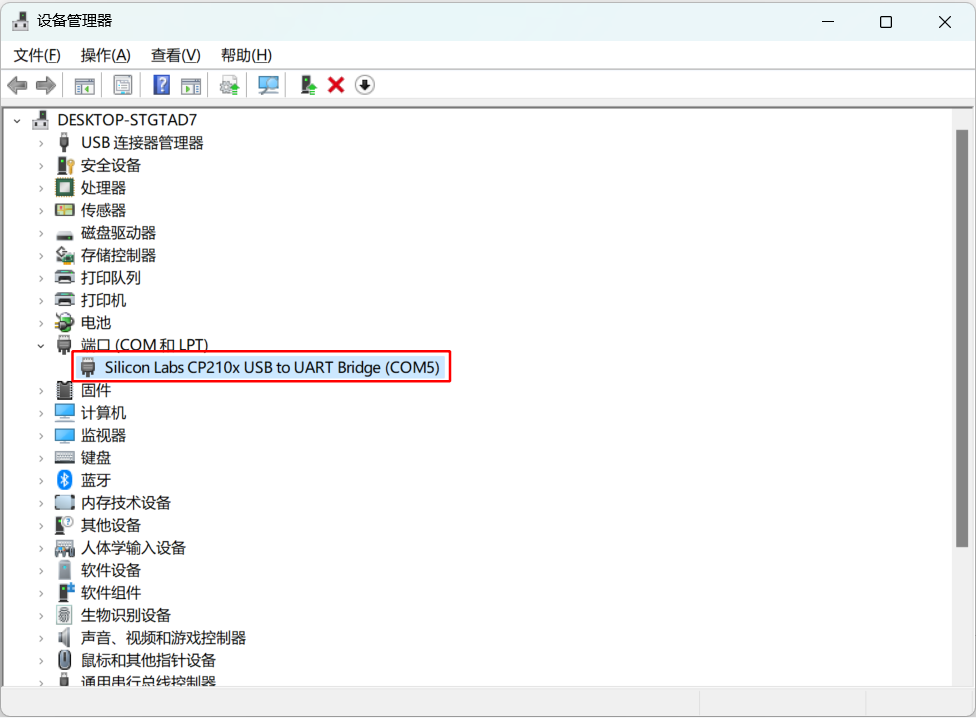 设备管理器
文件(F) 操作(A) 查看(V) 帮助(H)
DESKTOP-STGTAD7
USB 连接器管理器
安全设备
处理器
传感器
磁盘驱动器
存储控制器
打印队列
打印机
电池
端口 (COM 和 LPT)
Silicon Labs CP210x USB to UART Bridge (COM5)
固件
计算机
监视器
键盘
蓝牙
内存技术设备
其他设备
人体学输入设备
软件设备
软件组件
生物识别设备
声音、视频和游戏控制器
鼠标和其他指针设备
通用串行总线控制器